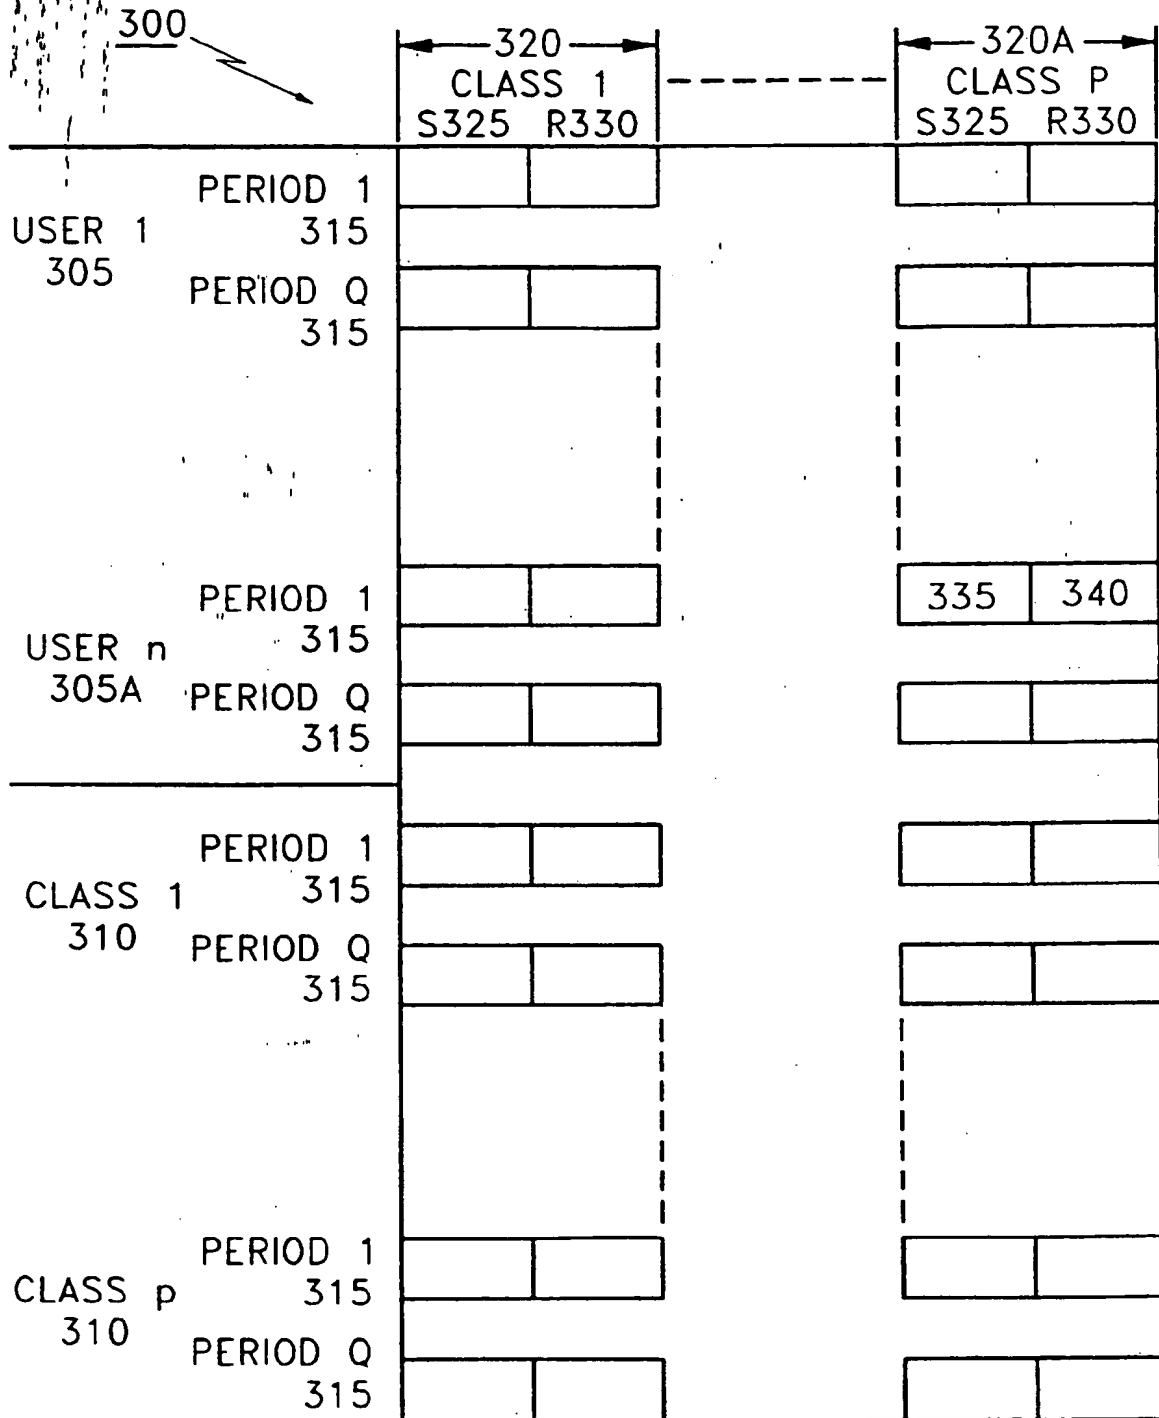 300
320
320A
CLASS 1
CLASS P
S325 R330
S325 R330
PERIOD 1
315
USER 1
305
PERIOD Q
315
PERIOD 1
315
335
340
USER n
305A
PERIOD Q
315
PERIOD 1
315
CLASS 1
310
PERIOD Q
315
PERIOD 1
315
CLASS p
310
PERIOD Q
315